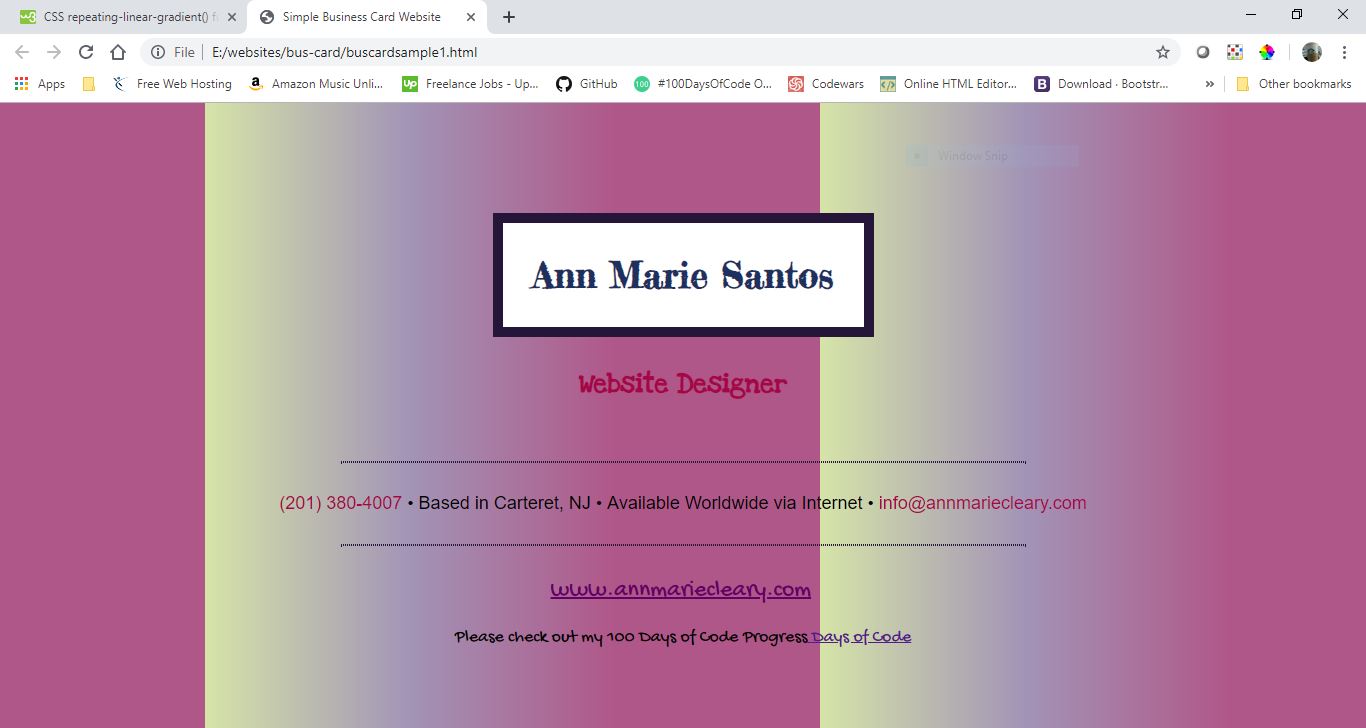 CSS repeating-linear-gradient() f
Simple Business Card Website
File
E:/websites/bus-card/buscardsample1.html
Apps
Free Web Hosting
Amazon Music Unli...
Up
Freelance Jobs - Up...
GitHub
100
#100DaysOfCode O...
Codewars
Online HTML Editor...
B
Download · Bootstr...
»
Other bookmarks
Window Snip
Ann Marie Santos
Website Designer
(201) 380-4007 • Based in Carteret, NJ • Available Worldwide via Internet • info@annmariecleary.com
www.annmariecleary.com
Please check out my 100 Days of Code Progress Days of Code